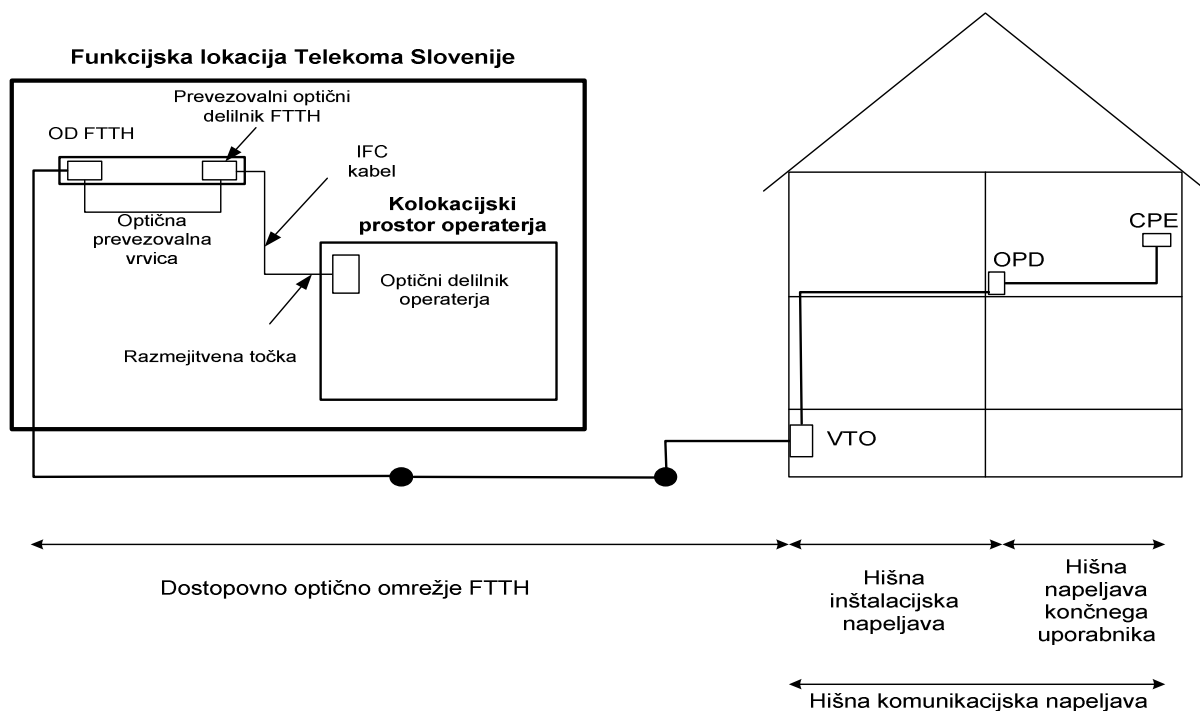 Funkcijska lokacija Telekoma Slovenije
Prevezovalni optični
delilnik FTTH
OD FTTH
IFC
kabel
Optična
prevezovalna
vrvica
Kolokacijski
prostor operaterja
Optični delilnik
operaterja
Razmejitvena točka
CPE
OPD
VTO
Dostopovno optično omrežje FTTH
Hišna
inštalacijska
napeljava
Hišna
napeljava
končnega
uporabnika
Hišna komunikacijska napeljava